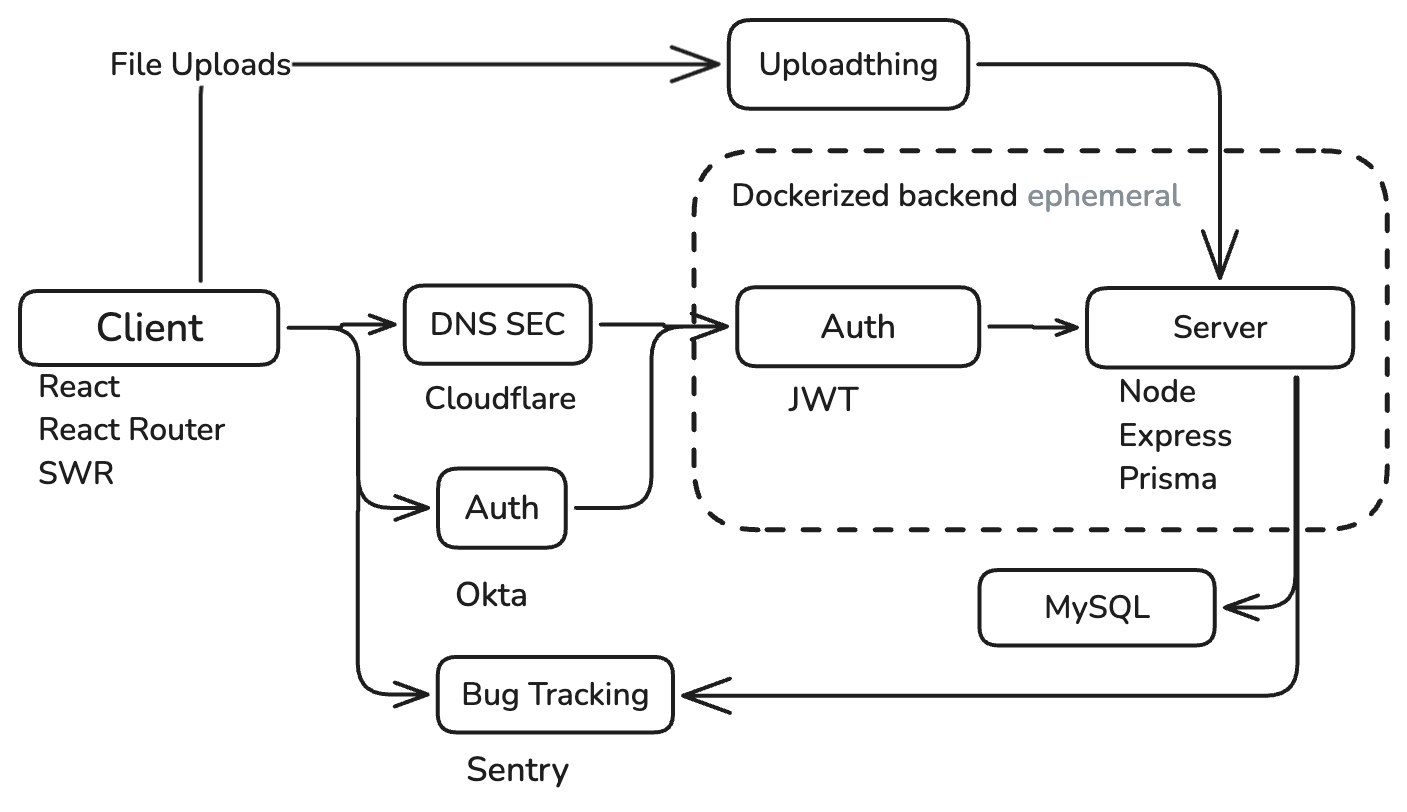 File Uploads
Uploadthing
Dockerized backend ephemeral
Client
React
React Router
SWR
DNS SEC
Cloudflare
Auth
Okta
Bug Tracking
Sentry
Auth
JWT
Server
Node
Express
Prisma
MySQL